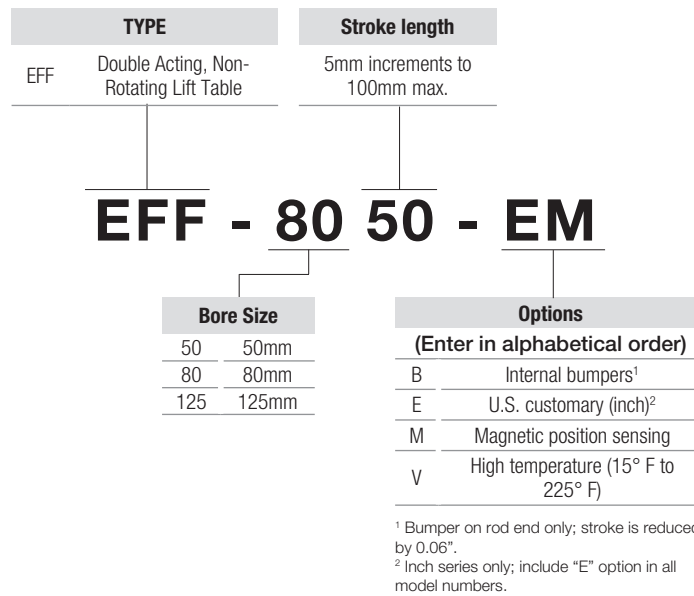 TYPE
EFF Double Acting, Non-
Rotating Lift Table
Stroke length
5mm increments to
100mm max.
EFF - 80 50 - EM
Bore Size
50 50mm
80 80mm
125 125mm
Options
(Enter in alphabetical order)
B Internal bumpers¹
E U.S. customary (inch)²
M Magnetic position sensing
V High temperature (15° F to
225° F)
¹ Bumper on rod end only; stroke is reduced
by 0.06”.
² Inch series only; include “E” option in all
model numbers.